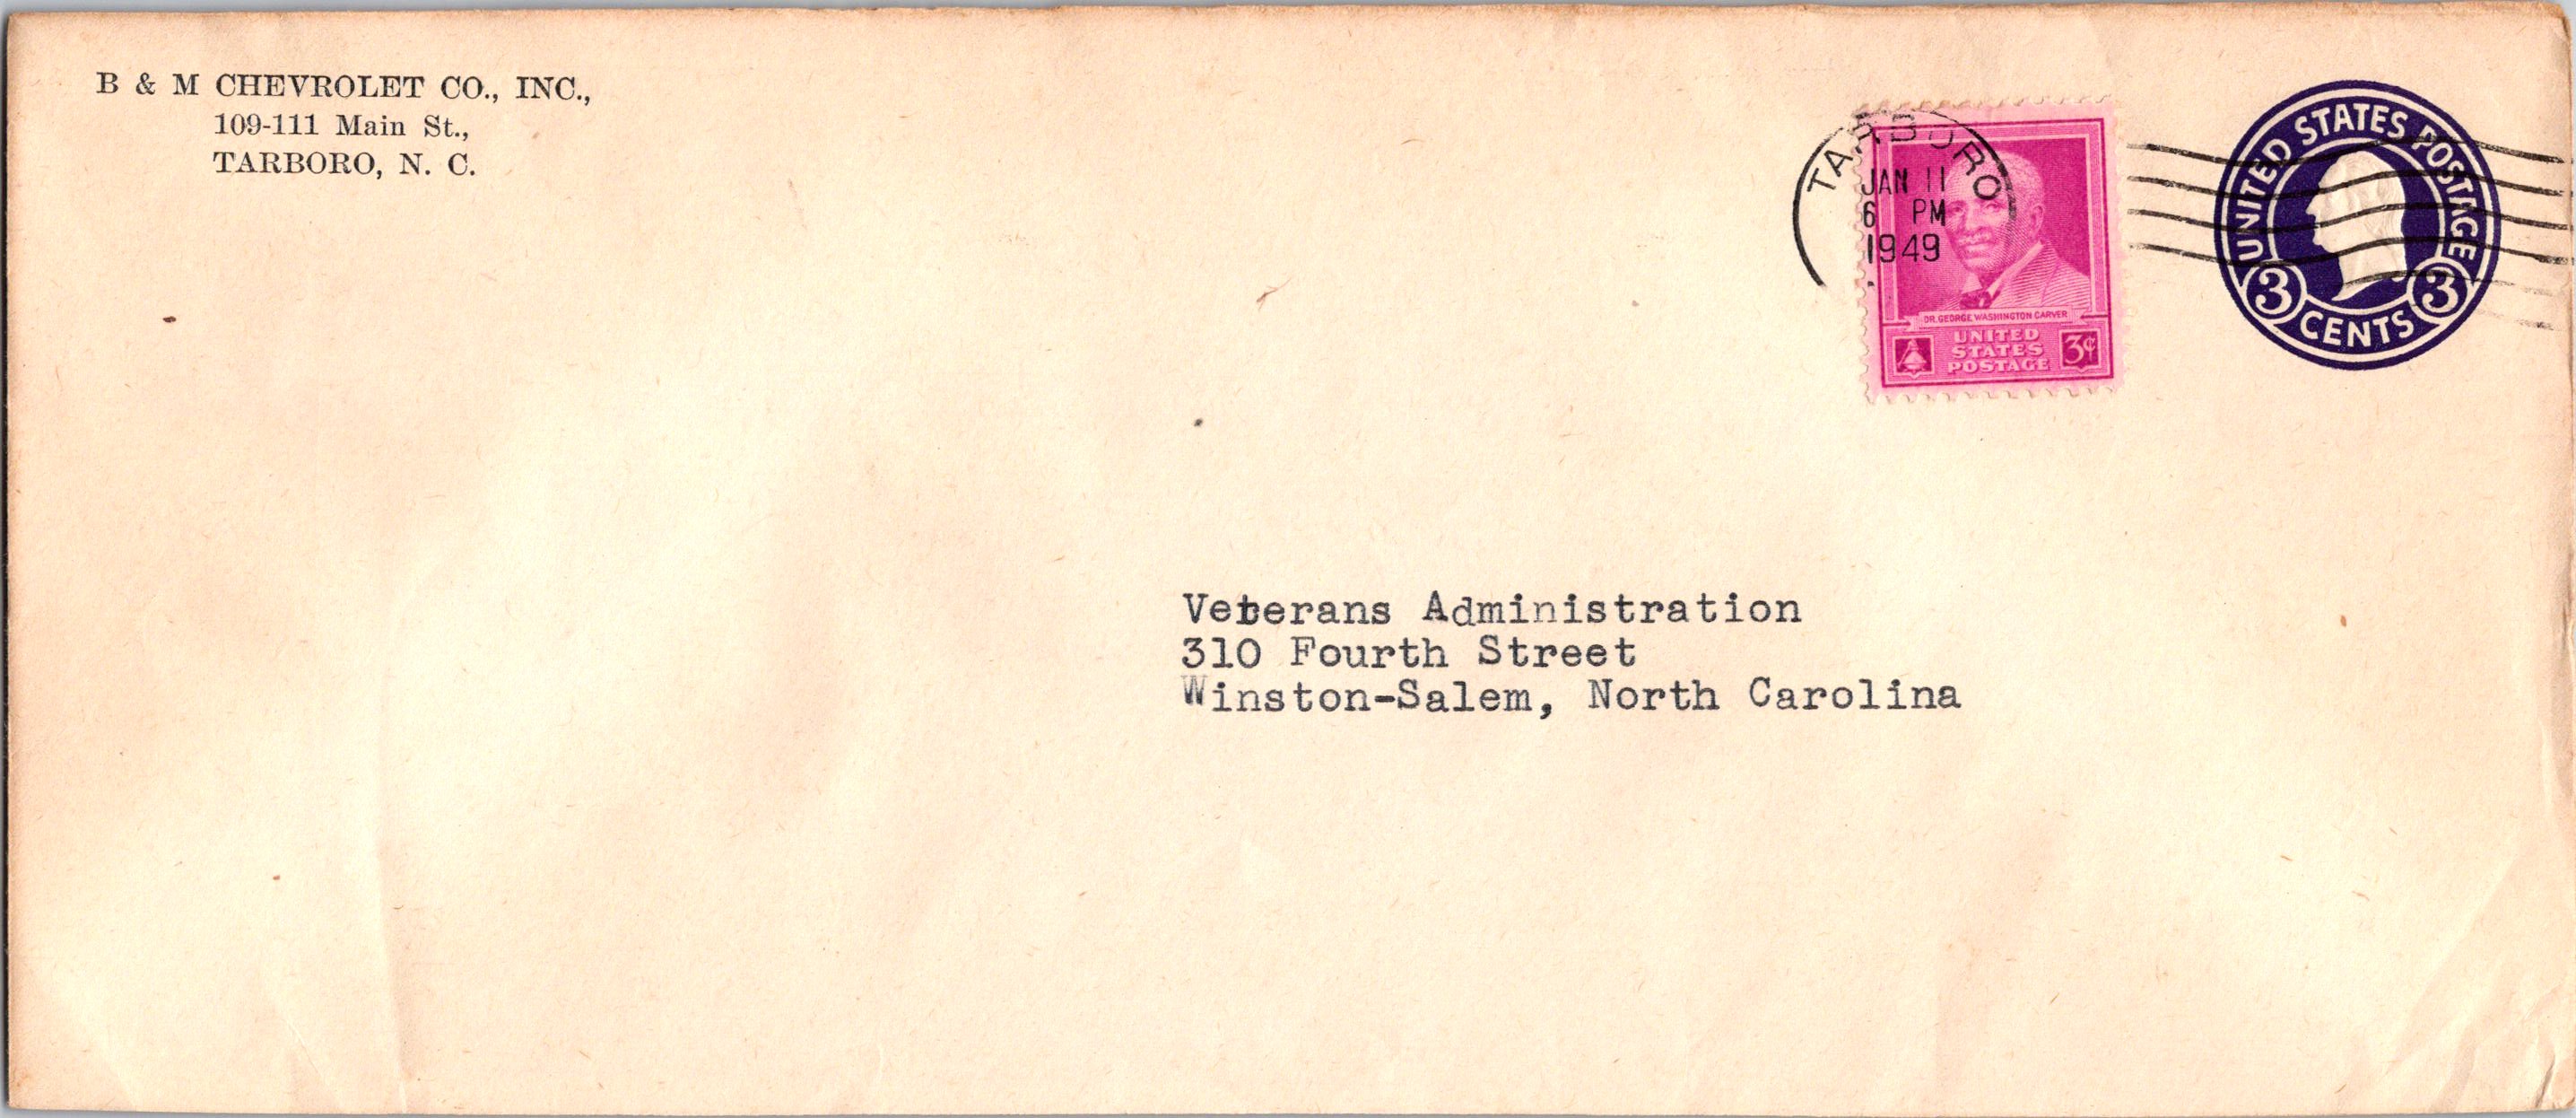 B & M CHEVROLET CO., INC.,
109-111 Main St.,
TARBORO, N. C.
TARBORO
JAN 11
6 PM
1949
DR. GEORGE WASHINGTON CARVER
UNITED
STATES
POSTAGE
3¢
UNITED STATES POSTAGE
3 3
CENTS
Veterans Administration
310 Fourth Street
Winston-Salem, North Carolina